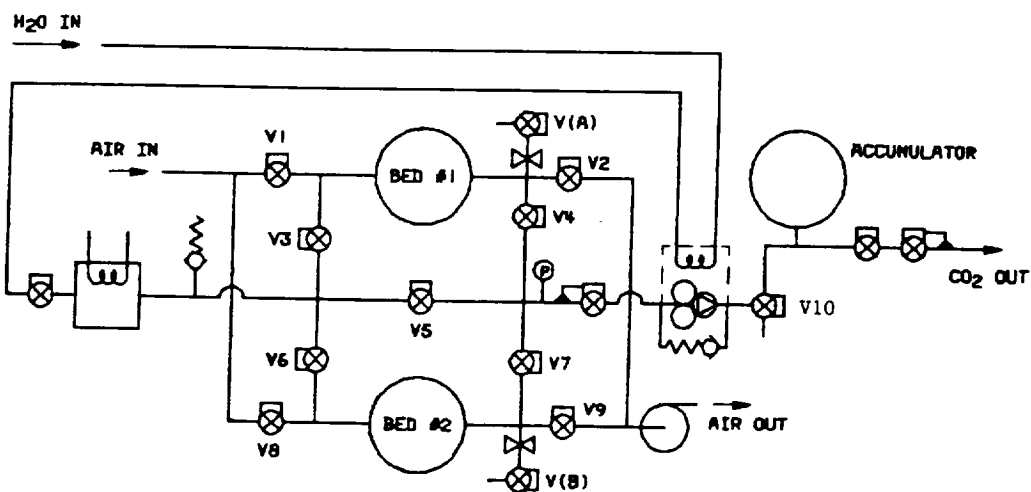 H2O IN
AIR IN
V1
BED #1
V(A)
V2
ACCUMULATOR
V3
V4
P
CO2 OUT
V5
V10
V6
V7
V8
BED #2
V9
AIR OUT
V(B)